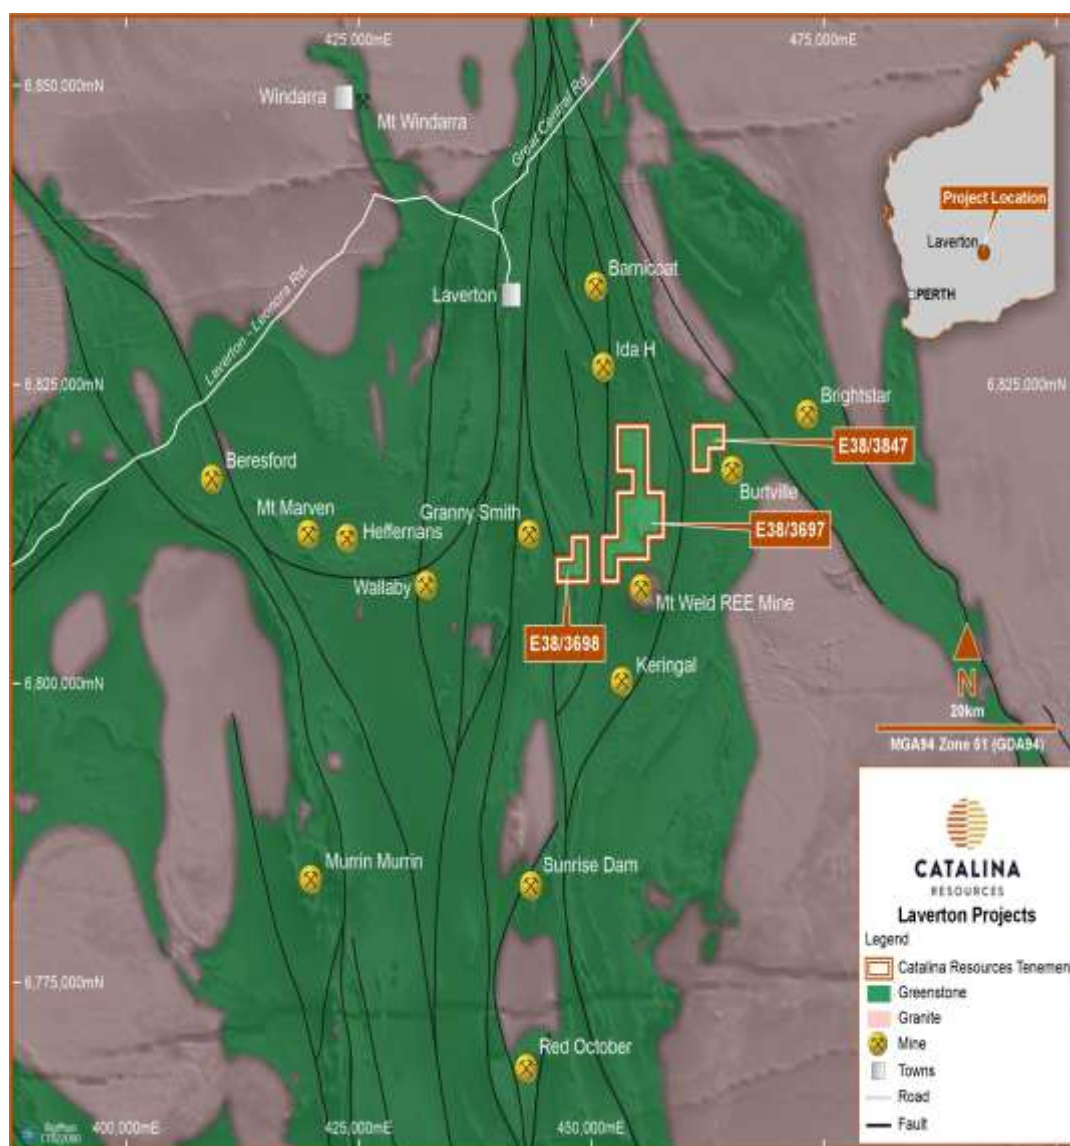 425,000mE
475,000mE
6,850,000mN
Windarra
Mt Windarra
Great Central Rd.
Project Location
Laverton
PERTH
Barnicoat
Laverton
Laverton - Leonora Rd.
Ida H
6,825,000mN
6,825,000mN
Brightstar
E38/3847
Beresford
Burtville
Mt Marven
Granny Smith
Heffernans
E38/3697
Wallaby
Mt Weld REE Mine
E38/3698
Keringal
6,800,000mN
N
20km
MGA94 Zone 51 (GDA94)
CATALINA
RESOURCES
Laverton Projects
Legend
Catalina Resources Tenement
Greenstone
Granite
Mine
Towns
Road
Fault
Murrin Murrin
Sunrise Dam
6,775,000mN
Red October
400,000mE
425,000mE
450,000mE